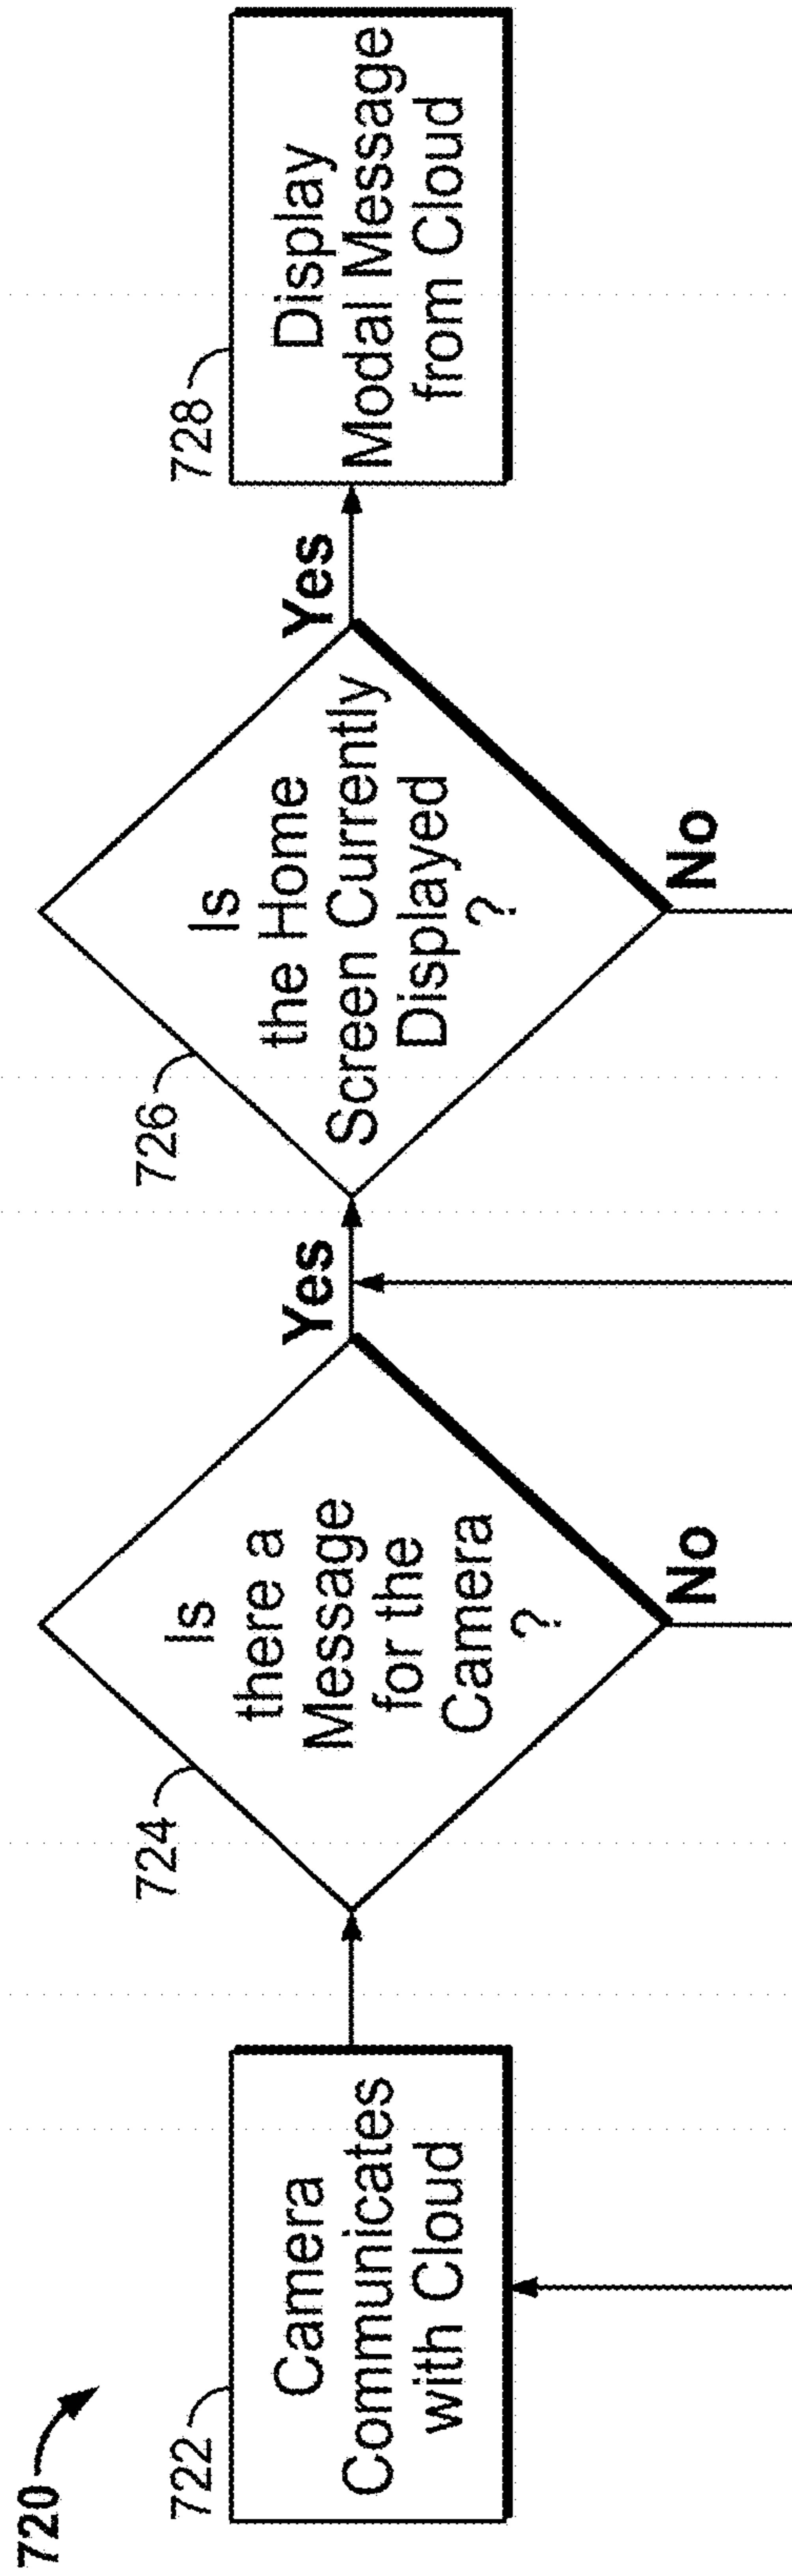 720
722
Camera
Communicates
with Cloud
724
Is
there a
Message
for the
Camera
?
Yes
No
726
Is
the Home
Screen Currently
Displayed
?
Yes
No
728
Display
Modal Message
from Cloud